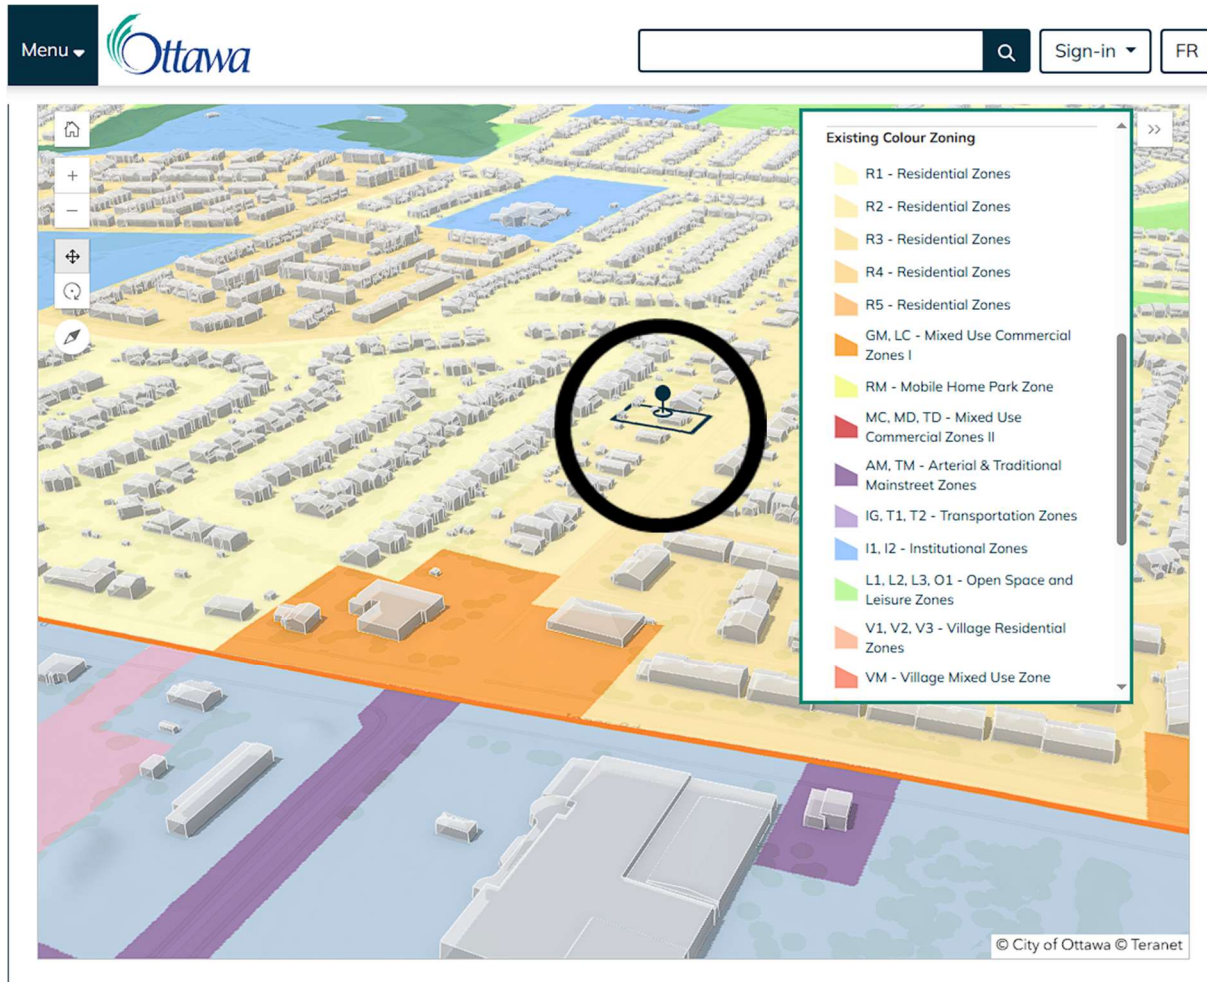 Menu
Ottawa
Sign-in
FR
Existing Colour Zoning
R1 - Residential Zones
R2 - Residential Zones
R3 - Residential Zones
R4 - Residential Zones
R5 - Residential Zones
GM, LC - Mixed Use Commercial
Zones I
RM - Mobile Home Park Zone
MC, MD, TD - Mixed Use
Commercial Zones II
AM, TM - Arterial & Traditional
Mainstreet Zones
IG, T1, T2 - Transportation Zones
I1, I2 - Institutional Zones
L1, L2, L3, O1 - Open Space and
Leisure Zones
V1, V2, V3 - Village Residential
Zones
VM - Village Mixed Use Zone
© City of Ottawa © Teranet